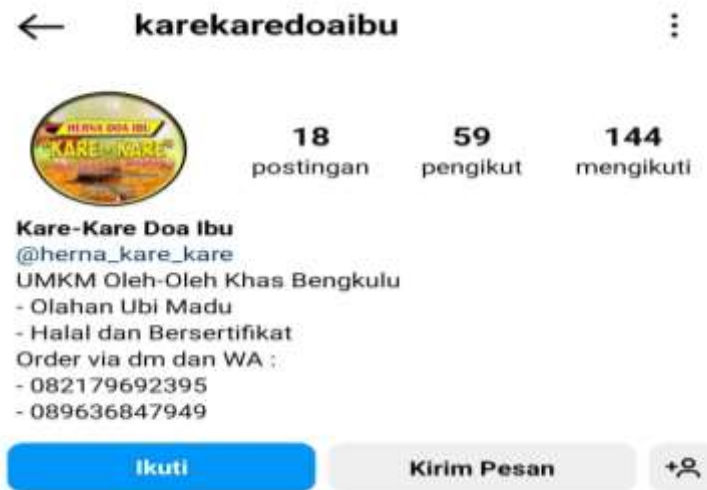 karekaredoaibu
HERNA DOA IBU
"KARE - KARE"
18 59 144
postingan pengikut mengikuti
Kare-Kare Doa Ibu
@herna_kare_kare
UMKM Oleh-Oleh Khas Bengkulu
- Olahan Ubi Madu
- Halal dan Bersertifikat
Order via dm dan WA :
- 082179692395
- 089636847949
Ikuti Kirim Pesan